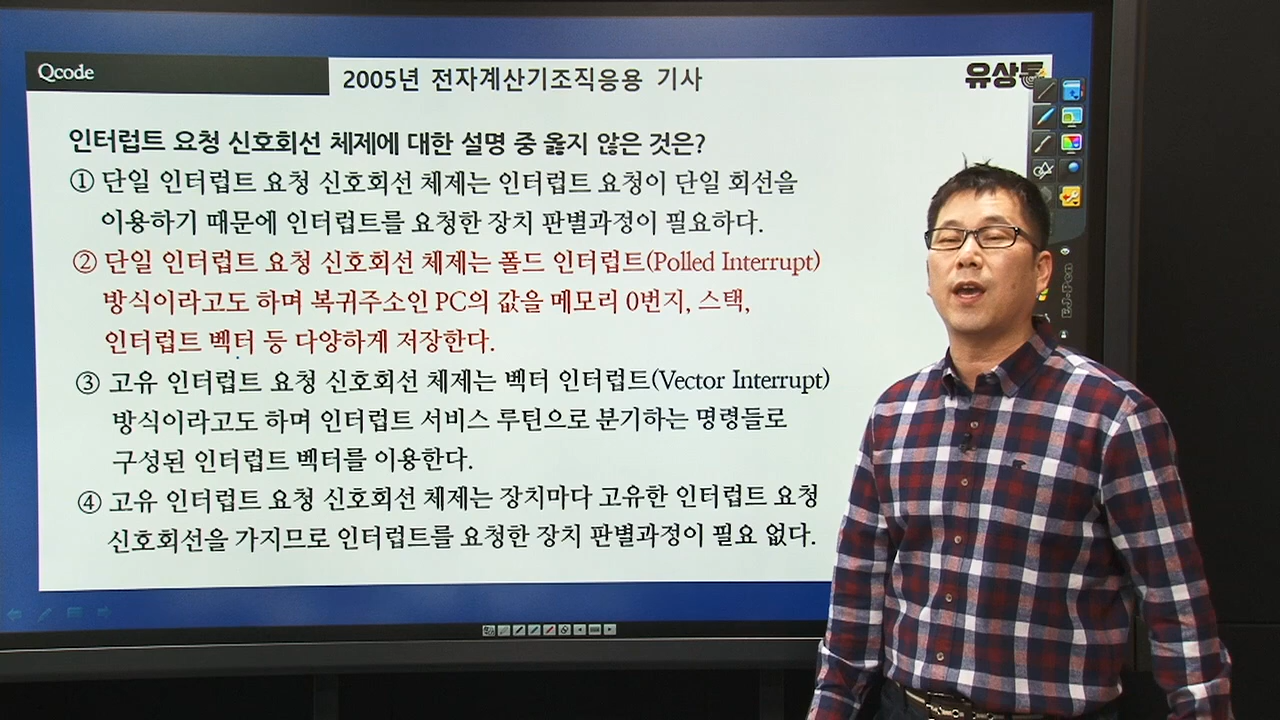 Qcode
2005년 전자계산기조직응용 기사
유상통
인터럽트 요청 신호회선 체제에 대한 설명 중 옳지 않은 것은?
① 단일 인터럽트 요청 신호회선 체제는 인터럽트 요청이 단일 회선을
이용하기 때문에 인터럽트를 요청한 장치 판별과정이 필요하다.
② 단일 인터럽트 요청 신호회선 체제는 폴드 인터럽트(Polled Interrupt)
방식이라고도 하며 복귀주소인 PC의 값을 메모리 0번지, 스택,
인터럽트 벡터 등 다양하게 저장한다.
③ 고유 인터럽트 요청 신호회선 체제는 벡터 인터럽트(Vector Interrupt)
방식이라고도 하며 인터럽트 서비스 루틴으로 분기하는 명령들로
구성된 인터럽트 벡터를 이용한다.
④ 고유 인터럽트 요청 신호회선 체제는 장치마다 고유한 인터럽트 요청
신호회선을 가지므로 인터럽트를 요청한 장치 판별과정이 필요 없다.